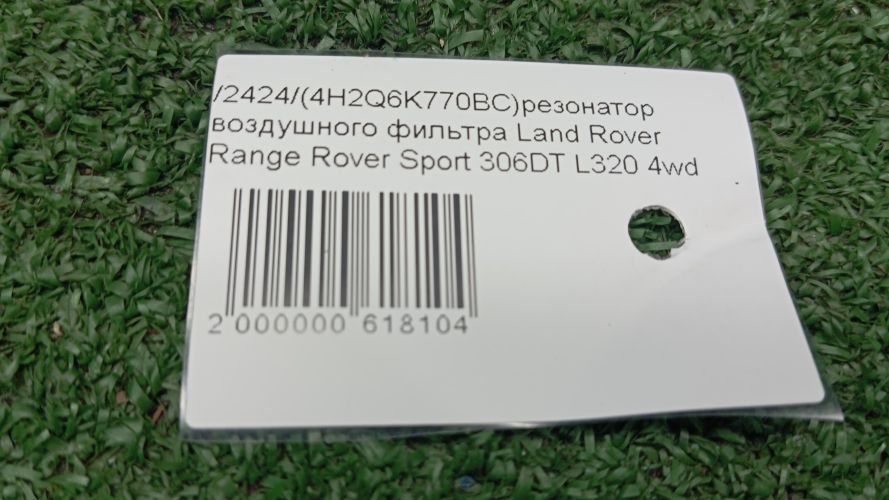 /2424/(4H2Q6K770BC)резонатор
воздушного фильтра Land Rover
Range Rover Sport 306DT L320 4wd
2 000000 618104